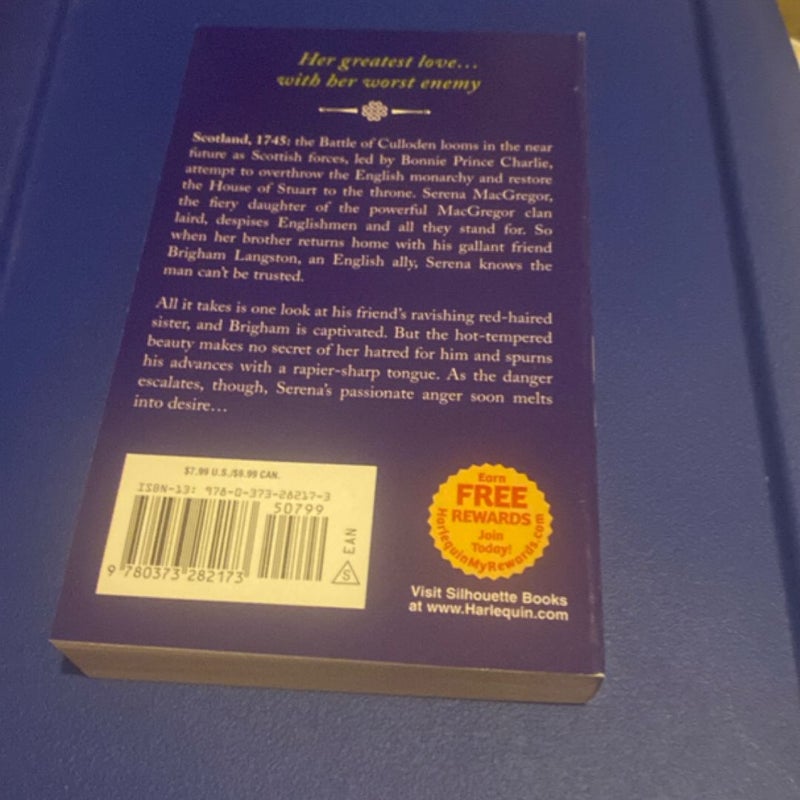 Her greatest love...
with her worst enemy
Scotland, 1745: the Battle of Culloden looms in the near
future as Scottish forces, led by Bonnie Prince Charlie,
attempt to overthrow the English monarchy and restore
the House of Stuart to the throne. Serena MacGregor,
the fiery daughter of the powerful MacGregor clan
laird, despises Englishmen and all they stand for. So
when her brother returns home with his gallant friend
Brigham Langston, an English ally, Serena knows the
man can't be trusted.
All it takes is one look at his friend's ravishing red-haired
sister, and Brigham is captivated. But the hot-tempered
beauty makes no secret of her hatred for him and spurns
his advances with a rapier-sharp tongue. As the danger
escalates, though, Serena's passionate anger soon melts
into desire...
$7.99 U.S./$9.99 CAN.
ISBN-13: 978-0-373-28217-3
50799
EAN
S
9 780373 282173
Earn
FREE
REWARDS
Join
Today!
HarlequinMyRewards.com
Visit Silhouette Books
at www.Harlequin.com